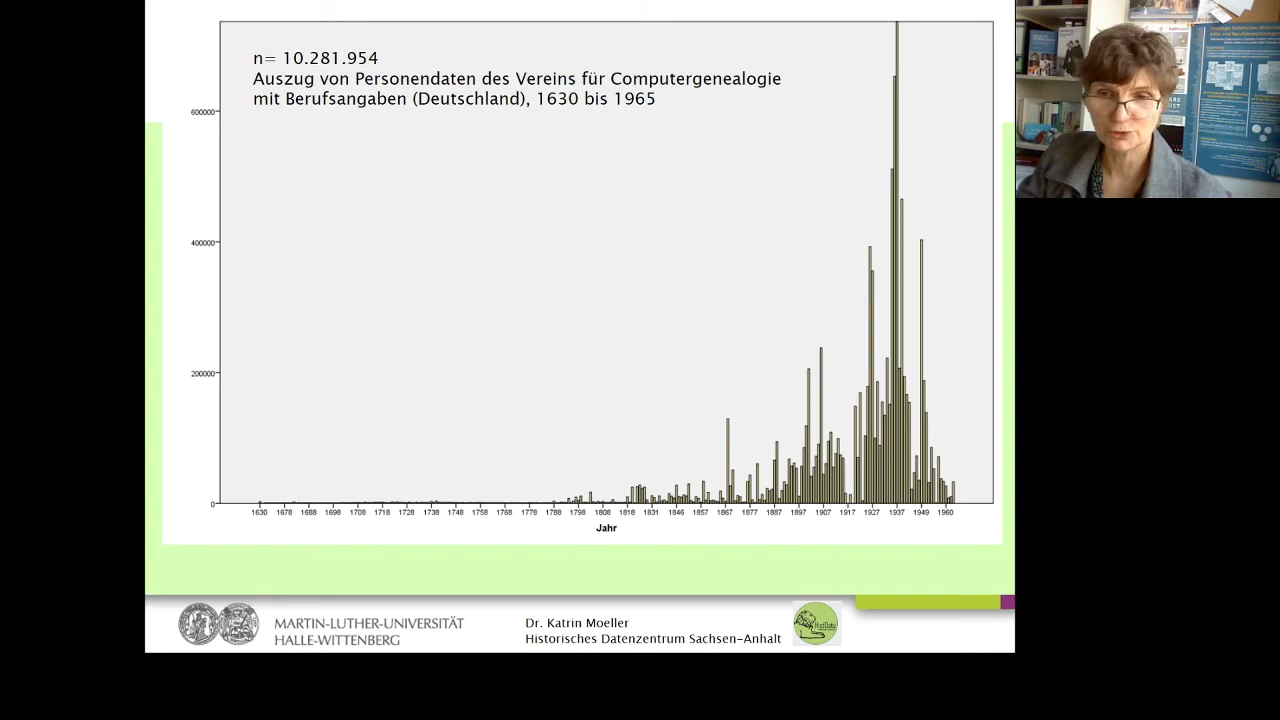 n= 10.281.954
Auszug von Personendaten des Vereins für Computergenealogie
mit Berufsangaben (Deutschland), 1630 bis 1965
600000
400000
200000
0
1630 1678 1688 1698 1708 1718 1728 1738 1748 1758 1768 1778 1788 1798 1808 1818 1831 1846 1857 1867 1877 1887 1897 1907 1917 1927 1937 1949 1960
Jahr
MARTIN-LUTHER-UNIVERSITÄT
HALLE-WITTENBERG
Dr. Katrin Moeller
Historisches Datenzentrum Sachsen-Anhalt
HistData